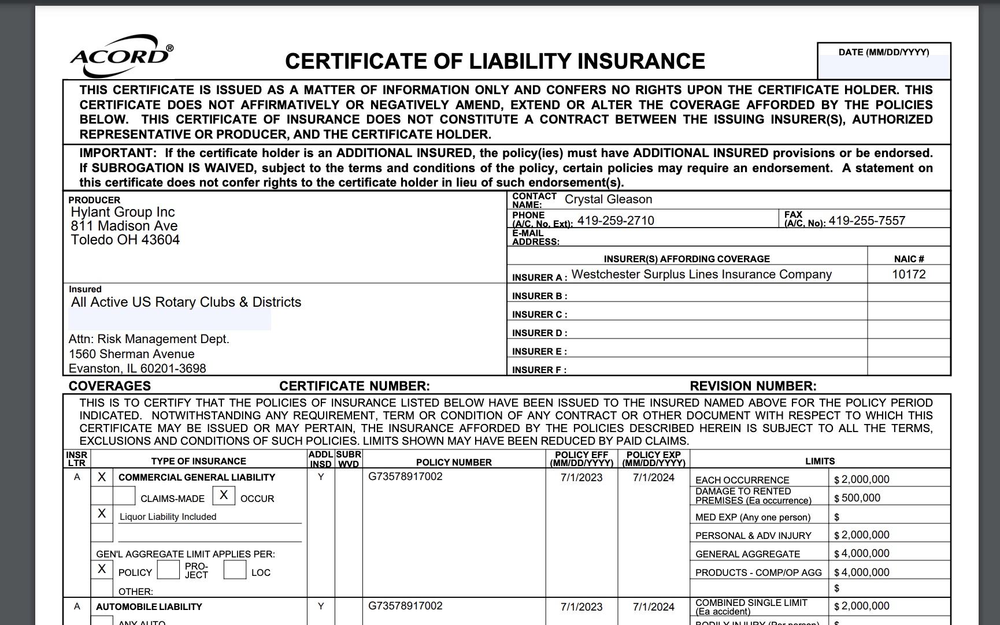 ACORD®
CERTIFICATE OF LIABILITY INSURANCE
DATE (MM/DD/YYYY)
THIS CERTIFICATE IS ISSUED AS A MATTER OF INFORMATION ONLY AND CONFERS NO RIGHTS UPON THE CERTIFICATE HOLDER. THIS
CERTIFICATE DOES NOT AFFIRMATIVELY OR NEGATIVELY AMEND, EXTEND OR ALTER THE COVERAGE AFFORDED BY THE POLICIES
BELOW. THIS CERTIFICATE OF INSURANCE DOES NOT CONSTITUTE A CONTRACT BETWEEN THE ISSUING INSURER(S), AUTHORIZED
REPRESENTATIVE OR PRODUCER, AND THE CERTIFICATE HOLDER.
IMPORTANT: If the certificate holder is an ADDITIONAL INSURED, the policy(ies) must have ADDITIONAL INSURED provisions or be endorsed.
If SUBROGATION IS WAIVED, subject to the terms and conditions of the policy, certain policies may require an endorsement. A statement on
this certificate does not confer rights to the certificate holder in lieu of such endorsement(s).
PRODUCER
Hylant Group Inc
811 Madison Ave
Toledo OH 43604
CONTACT
NAME: Crystal Gleason
PHONE
(A/C, No, Ext): 419-259-2710
FAX
(A/C, No): 419-255-7557
E-MAIL
ADDRESS:
INSURER(S) AFFORDING COVERAGE NAIC #
INSURER A : Westchester Surplus Lines Insurance Company 10172
Insured
All Active US Rotary Clubs & Districts
Attn: Risk Management Dept.
1560 Sherman Avenue
Evanston, IL 60201-3698
INSURER B :
INSURER C :
INSURER D :
INSURER E :
INSURER F :
COVERAGES CERTIFICATE NUMBER: REVISION NUMBER:
THIS IS TO CERTIFY THAT THE POLICIES OF INSURANCE LISTED BELOW HAVE BEEN ISSUED TO THE INSURED NAMED ABOVE FOR THE POLICY PERIOD
INDICATED. NOTWITHSTANDING ANY REQUIREMENT, TERM OR CONDITION OF ANY CONTRACT OR OTHER DOCUMENT WITH RESPECT TO WHICH THIS
CERTIFICATE MAY BE ISSUED OR MAY PERTAIN, THE INSURANCE AFFORDED BY THE POLICIES DESCRIBED HEREIN IS SUBJECT TO ALL THE TERMS,
EXCLUSIONS AND CONDITIONS OF SUCH POLICIES. LIMITS SHOWN MAY HAVE BEEN REDUCED BY PAID CLAIMS.
INSR
LTR
TYPE OF INSURANCE
ADDL
INSD
SUBR
WVD
POLICY NUMBER
POLICY EFF
(MM/DD/YYYY)
POLICY EXP
(MM/DD/YYYY)
LIMITS
A X COMMERCIAL GENERAL LIABILITY Y G73578917002 7/1/2023 7/1/2024
CLAIMS-MADE X OCCUR
X Liquor Liability Included
GEN'L AGGREGATE LIMIT APPLIES PER:
X POLICY PRO-
JECT LOC
OTHER:
EACH OCCURRENCE $ 2,000,000
DAMAGE TO RENTED
PREMISES (Ea occurrence) $ 500,000
MED EXP (Any one person) $
PERSONAL & ADV INJURY $ 2,000,000
GENERAL AGGREGATE $ 4,000,000
PRODUCTS - COMP/OP AGG $ 4,000,000
$
A AUTOMOBILE LIABILITY Y G73578917002 7/1/2023 7/1/2024
COMBINED SINGLE LIMIT
(Ea accident) $ 2,000,000
ANY AUTO
BODILY INJURY (Per person) $